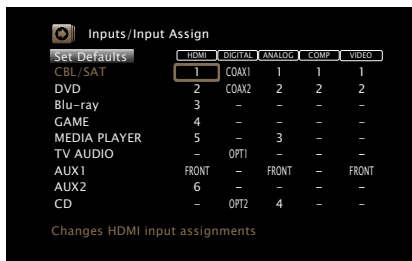 Inputs/Input Assign
Set Defaults HDMI DIGITAL ANALOG COMP VIDEO
CBL/SAT 1 COAX1 1 1 1
DVD 2 COAX2 2 2 2
Blu-ray 3 – – – –
GAME 4 – – – –
MEDIA PLAYER 5 – 3 – –
TV AUDIO – OPT1 – – –
AUX1 FRONT – FRONT – FRONT
AUX2 6 – – – –
CD – OPT2 4 – –
Changes HDMI input assignments